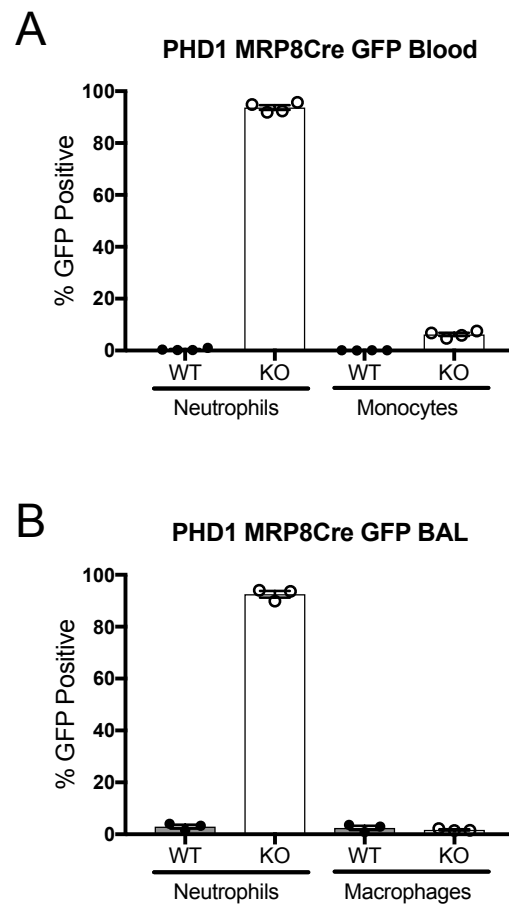 A
PHD1 MRP8Cre GFP Blood
% GFP Positive
100
80
60
40
20
0
WT KO WT KO
Neutrophils Monocytes
B
PHD1 MRP8Cre GFP BAL
% GFP Positive
100
80
60
40
20
0
WT KO WT KO
Neutrophils Macrophages